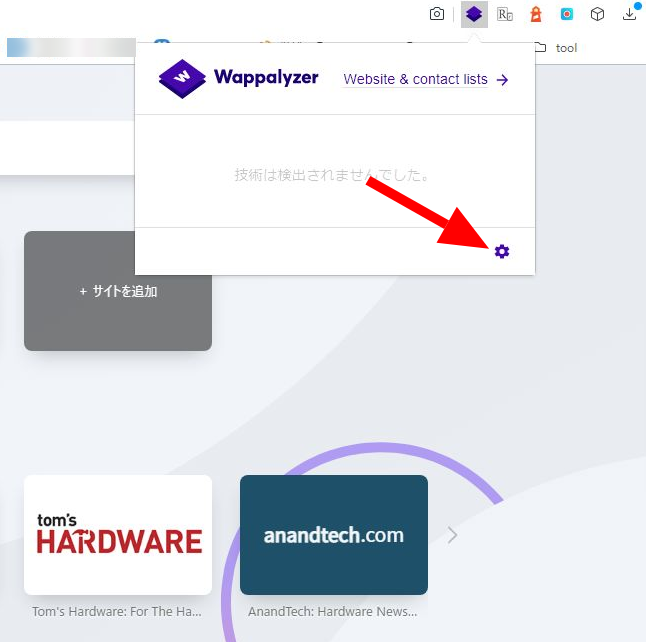 tool
Wappalyzer
Website & contact lists
技術は検出されませんでした。
+ サイトを追加
tom's
HARDWARE
anandtech.com
Tom's Hardware: For The Ha...
AnandTech: Hardware News...